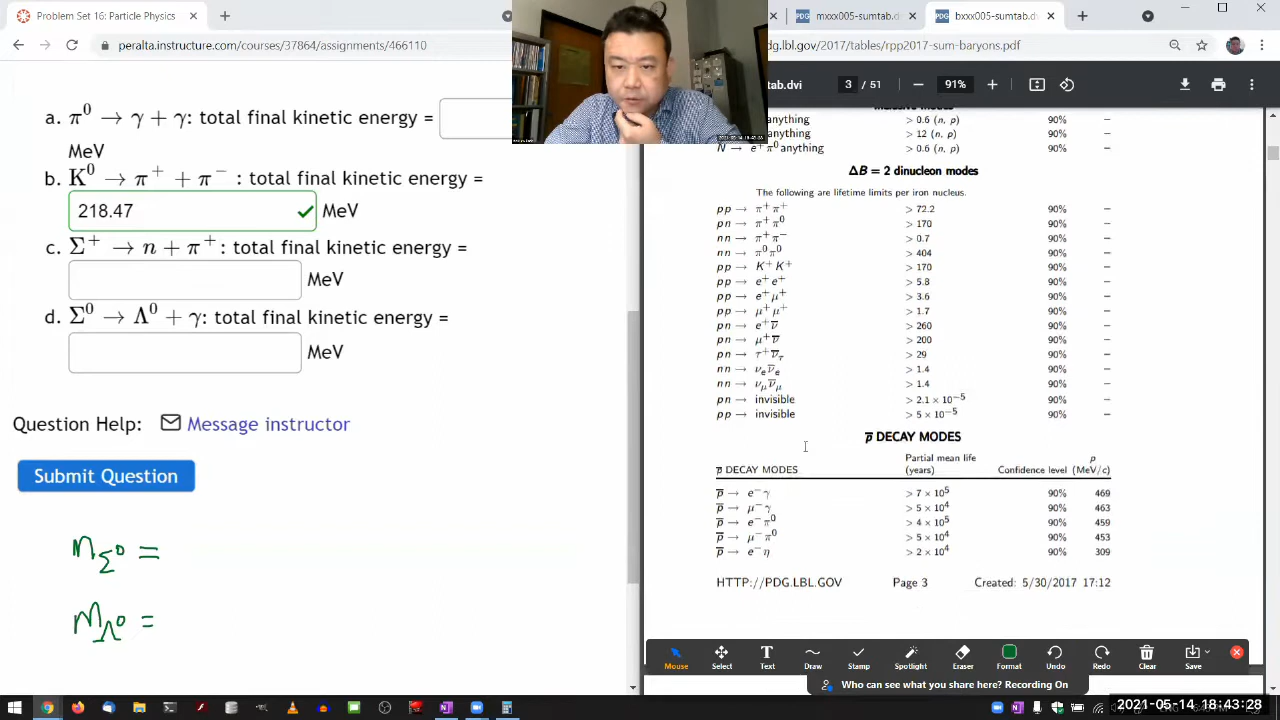 Problem Set 16: Particle Physics
mxxx005-sumtab.d
mxxx005-sumtab.d
peralta.instructure.com/courses/37864/assignments/466110
dg.lbl.gov/2017/tables/rpp2017-sum-baryons.pdf
tab.dvi
3 / 51
91%
a. π⁰ → γ + γ: total final kinetic energy =
MeV
b. K⁰ → π⁺ + π⁻ : total final kinetic energy =
218.47
MeV
c. Σ⁺ → n + π⁺: total final kinetic energy =
MeV
d. Σ⁰ → Λ⁰ + γ: total final kinetic energy =
MeV
Question Help: Message instructor
Submit Question
m_Σ⁰ =
m_Λ⁰ =
anything > 0.6 (n, p) 90% –
anything > 12 (n, p) 90% –
N → e⁺π⁰ anything > 0.6 (n, p) 90% –
ΔB = 2 dinucleon modes
The following are lifetime limits per iron nucleus.
pp → π⁺π⁺ > 72.2 90% –
pn → π⁺π⁰ > 170 90% –
nn → π⁺π⁻ > 0.7 90% –
nn → π⁰π⁰ > 404 90% –
pp → K⁺K⁺ > 170 90% –
pp → e⁺e⁺ > 5.8 90% –
pp → e⁺μ⁺ > 3.6 90% –
pp → μ⁺μ⁺ > 1.7 90% –
pn → e⁺ν̅ > 260 90% –
pn → μ⁺ν̅ > 200 90% –
pn → τ⁺ν̅_τ > 29 90% –
nn → ν_e ν̅_e > 1.4 90% –
nn → ν_μ ν̅_μ > 1.4 90% –
pn → invisible > 2.1 × 10⁻⁵ 90% –
pp → invisible > 5 × 10⁻⁵ 90% –
p̅ DECAY MODES
Partial mean life p
p̅ DECAY MODES (years) Confidence level (MeV/c)
p̅ → e⁻γ > 7 × 10⁵ 90% 469
p̅ → μ⁻γ > 5 × 10⁴ 90% 463
p̅ → e⁻π⁰ > 4 × 10⁵ 90% 459
p̅ → μ⁻π⁰ > 5 × 10⁴ 90% 453
p̅ → e⁻η > 2 × 10⁴ 90% 309
HTTP://PDG.LBL.GOV Page 3 Created: 5/30/2017 17:12
Mouse Select Text Draw Stamp Spotlight Eraser Format Undo Redo Clear Save
Who can see what you share here? Recording On
2021-05-14 18:43:28